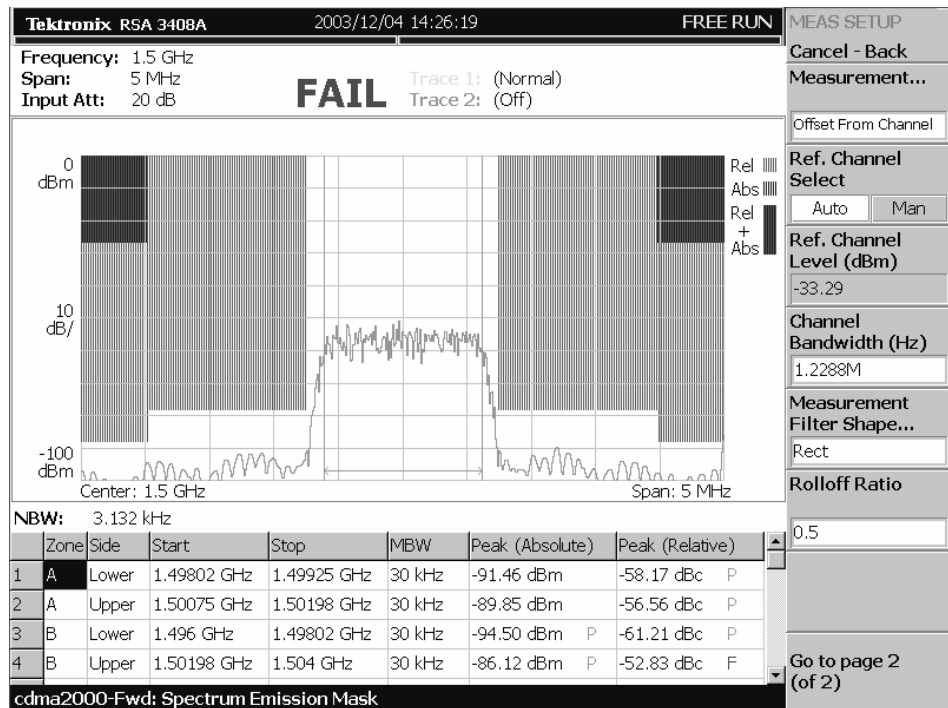 Tektronix RSA 3408A 2003/12/04 14:26:19 FREE RUN
Frequency: 1.5 GHz
Span: 5 MHz
Input Att: 20 dB
FAIL
Trace 1: (Normal)
Trace 2: (Off)
0
dBm
10
dB/
-100
dBm
Rel
Abs
Rel
+
Abs
Center: 1.5 GHz Span: 5 MHz
NBW: 3.132 kHz
Zone Side Start Stop MBW Peak (Absolute) Peak (Relative)
1 A Lower 1.49802 GHz 1.49925 GHz 30 kHz -91.46 dBm -58.17 dBc P
2 A Upper 1.50075 GHz 1.50198 GHz 30 kHz -89.85 dBm -56.56 dBc P
3 B Lower 1.496 GHz 1.49802 GHz 30 kHz -94.50 dBm P -61.21 dBc P
4 B Upper 1.50198 GHz 1.504 GHz 30 kHz -86.12 dBm P -52.83 dBc F
cdma2000-Fwd: Spectrum Emission Mask
MEAS SETUP
Cancel - Back
Measurement...
Offset From Channel
Ref. Channel
Select
Auto Man
Ref. Channel
Level (dBm)
-33.29
Channel
Bandwidth (Hz)
1.2288M
Measurement
Filter Shape...
Rect
Rolloff Ratio
0.5
Go to page 2
(of 2)